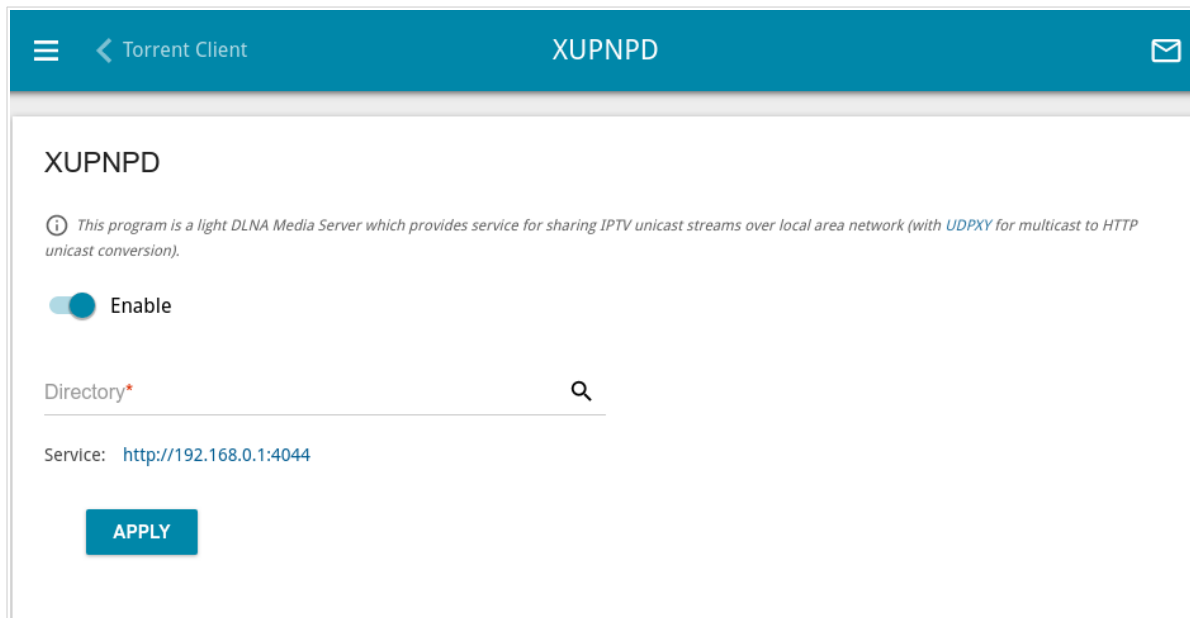 Torrent Client
XUPNPD
XUPNPD
This program is a light DLNA Media Server which provides service for sharing IPTV unicast streams over local area network (with UDPXY for multicast to HTTP
unicast conversion).
Enable
Directory*
Service: http://192.168.0.1:4044
APPLY